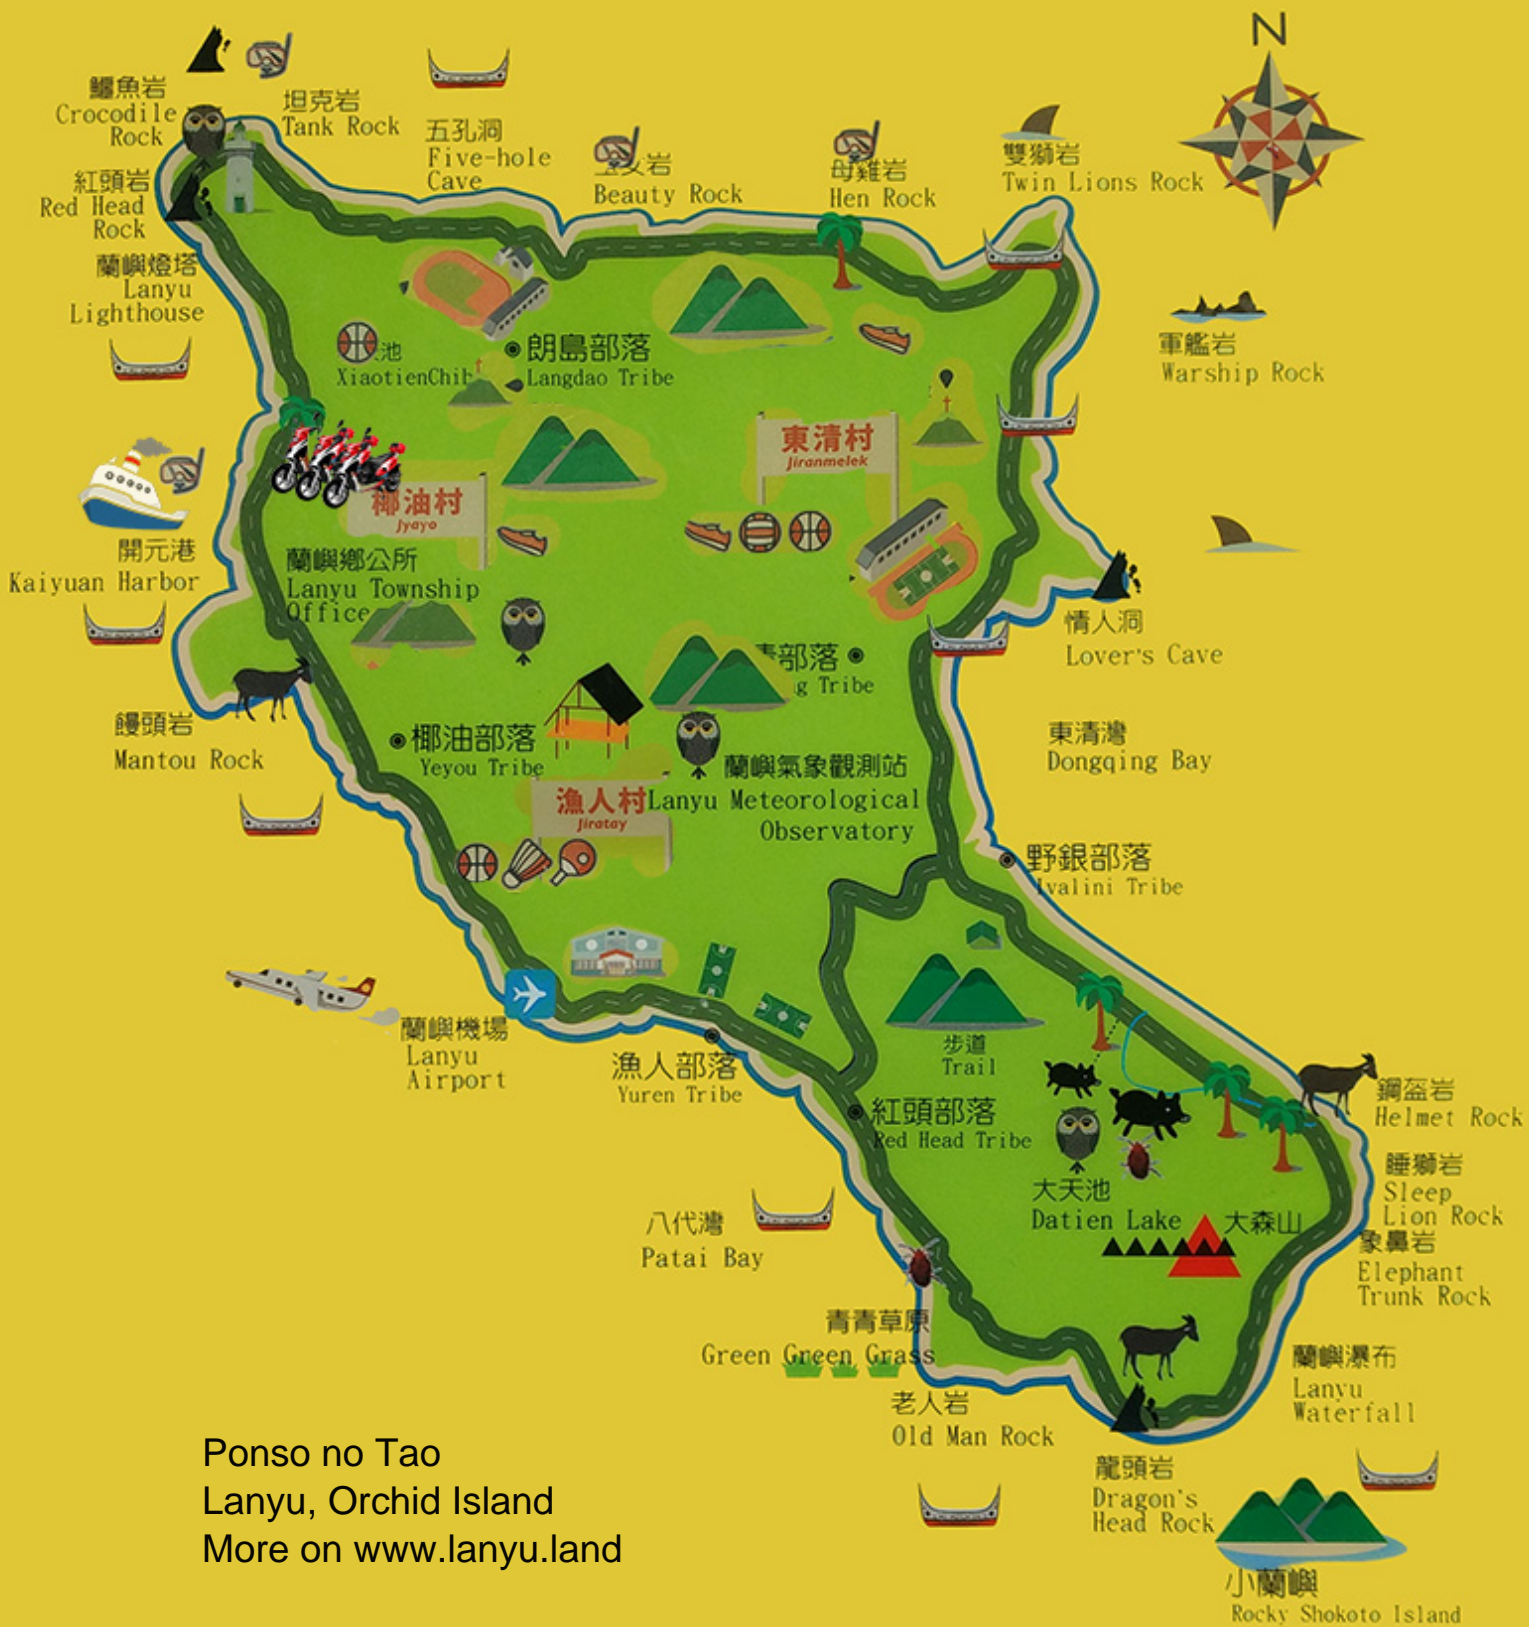 N
鱷魚岩
Crocodile
Rock
坦克岩
Tank Rock
五孔洞
Five-hole
Cave
女岩
Beauty Rock
母雞岩
Hen Rock
雙獅岩
Twin Lions Rock
紅頭岩
Red Head
Rock
蘭嶼燈塔
Lanyu
Lighthouse
軍艦岩
Warship Rock
池
XiaotienChih
朗島部落
Langdao Tribe
東清村
Jiranmelek
椰油村
Jyayo
開元港
Kaiyuan Harbor
蘭嶼鄉公所
Lanyu Township
Office
情人洞
Lover's Cave
部落
Tribe
饅頭岩
Mantou Rock
椰油部落
Yeyou Tribe
東清灣
Dongqing Bay
蘭嶼氣象觀測站
Lanyu Meteorological
Observatory
漁人村
Jiratay
野銀部落
Ivalini Tribe
蘭嶼機場
Lanyu
Airport
漁人部落
Yuren Tribe
步道
Trail
紅頭部落
Red Head Tribe
鋼盔岩
Helmet Rock
睡獅岩
Sleep
Lion Rock
大天池
Datien Lake
大森山
八代灣
Patai Bay
象鼻岩
Elephant
Trunk Rock
青青草原
Green Green Grass
蘭嶼瀑布
Lanyu
Waterfall
老人岩
Old Man Rock
龍頭岩
Dragon's
Head Rock
小蘭嶼
Rocky Shokoto Island
Ponso no Tao
Lanyu, Orchid Island
More on www.lanyu.land